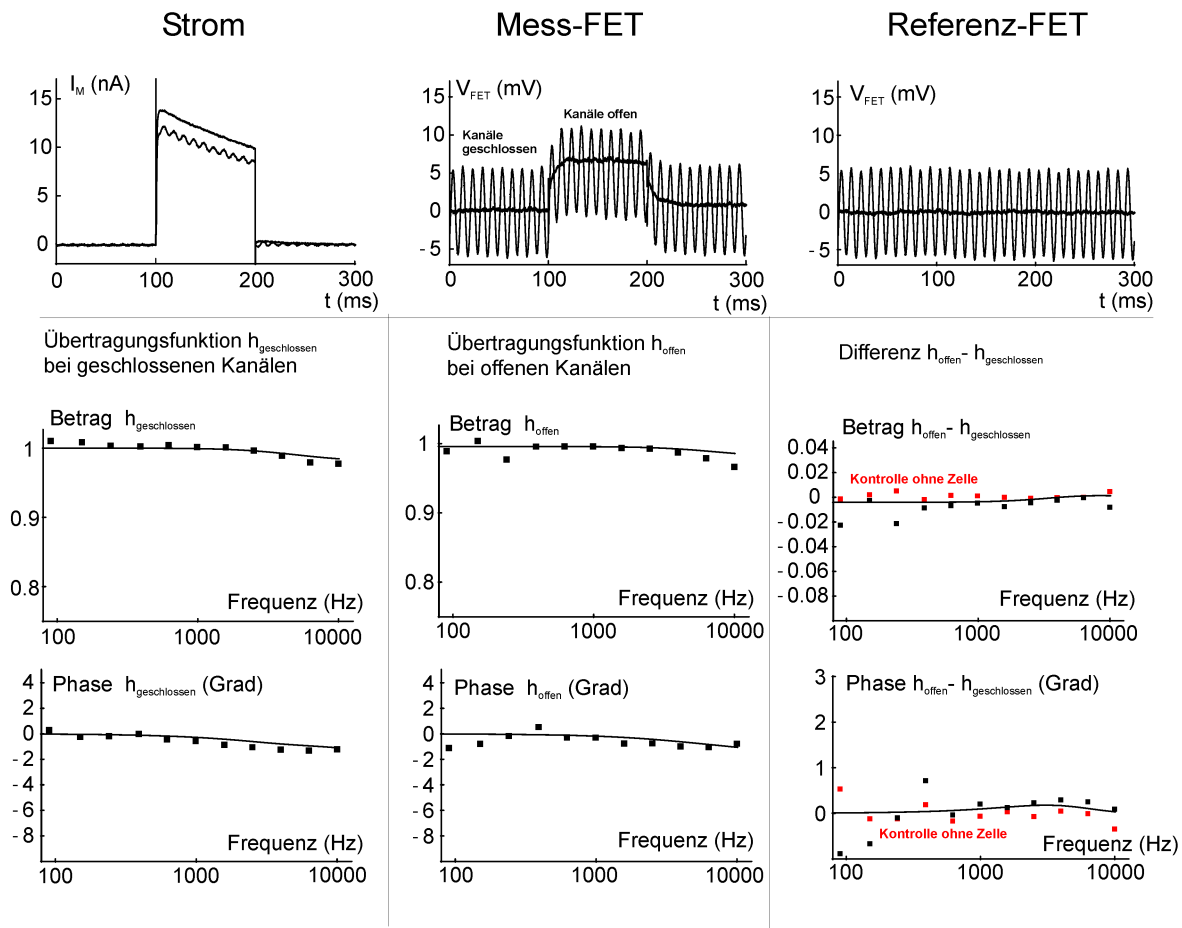 Strom
Mess-FET
Referenz-FET
I_M (nA)
15
10
5
0
0
100
200
300
t (ms)
V_FET (mV)
Kanäle offen
Kanäle
geschlossen
15
10
5
0
-5
0
100
200
300
t (ms)
V_FET (mV)
15
10
5
0
-5
0
100
200
300
t (ms)
Übertragungsfunktion h_geschlossen
bei geschlossenen Kanälen
Übertragungsfunktion h_offen
bei offenen Kanälen
Differenz h_offen- h_geschlossen
Betrag h_geschlossen
1
0.9
0.8
Frequenz (Hz)
100
1000
10000
Betrag h_offen
1
0.9
0.8
Frequenz (Hz)
100
1000
10000
Betrag h_offen- h_geschlossen
0.04
0.02
0
-0.02
-0.04
-0.06
-0.08
Kontrolle ohne Zelle
Frequenz (Hz)
100
1000
10000
Phase h_geschlossen (Grad)
4
2
0
-2
-4
-6
-8
Frequenz (Hz)
100
1000
10000
Phase h_offen (Grad)
4
2
0
-2
-4
-6
-8
Frequenz (Hz)
100
1000
10000
Phase h_offen- h_geschlossen (Grad)
3
2
1
0
Kontrolle ohne Zelle
Frequenz (Hz)
100
1000
10000